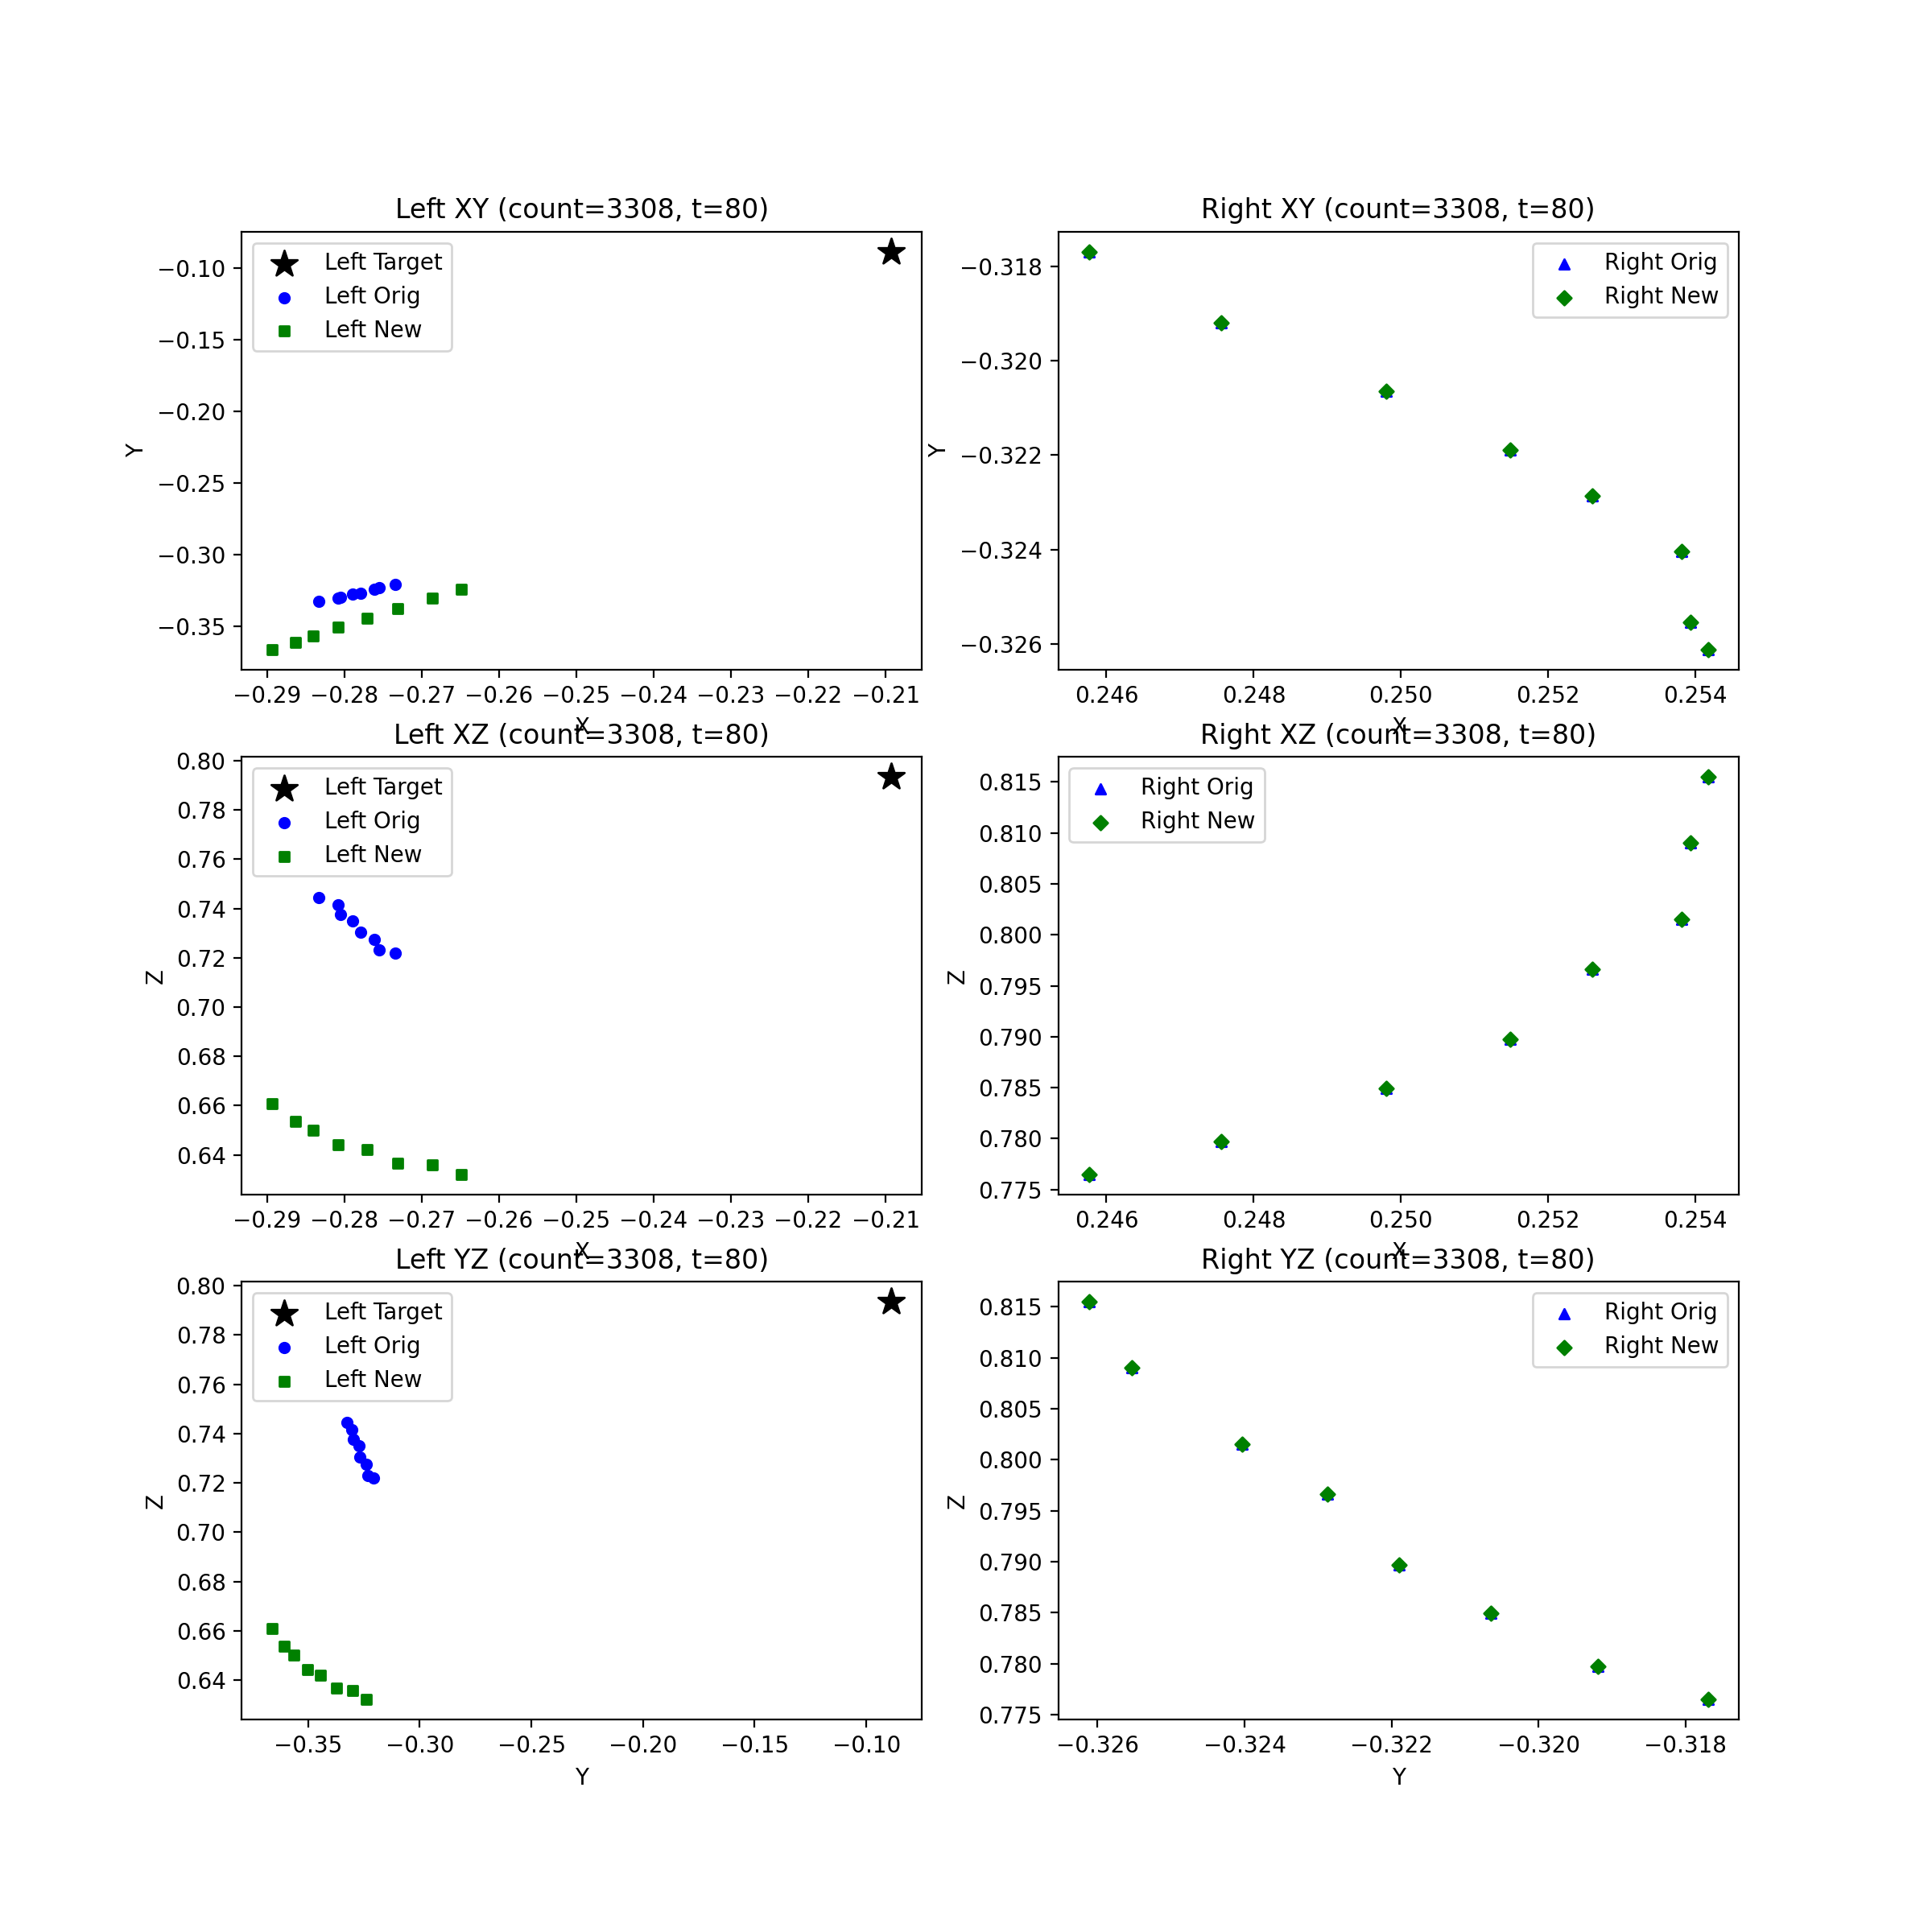 Left XY (count=3308, t=80)
Left Target
Left Orig
Left New
Y
−0.10
−0.15
−0.20
−0.25
−0.30
−0.35
−0.29 −0.28 −0.27 −0.26 −0.25 −0.24 −0.23 −0.22 −0.21
X
Right XY (count=3308, t=80)
Right Orig
Right New
Y
−0.318
−0.320
−0.322
−0.324
−0.326
0.246 0.248 0.250 0.252 0.254
X
Left XZ (count=3308, t=80)
Left Target
Left Orig
Left New
Z
0.80
0.78
0.76
0.74
0.72
0.70
0.68
0.66
0.64
−0.29 −0.28 −0.27 −0.26 −0.25 −0.24 −0.23 −0.22 −0.21
X
Right XZ (count=3308, t=80)
Right Orig
Right New
Z
0.815
0.810
0.805
0.800
0.795
0.790
0.785
0.780
0.775
0.246 0.248 0.250 0.252 0.254
X
Left YZ (count=3308, t=80)
Left Target
Left Orig
Left New
Z
0.80
0.78
0.76
0.74
0.72
0.70
0.68
0.66
0.64
−0.35 −0.30 −0.25 −0.20 −0.15 −0.10
Y
Right YZ (count=3308, t=80)
Right Orig
Right New
Z
0.815
0.810
0.805
0.800
0.795
0.790
0.785
0.780
0.775
−0.326 −0.324 −0.322 −0.320 −0.318
Y